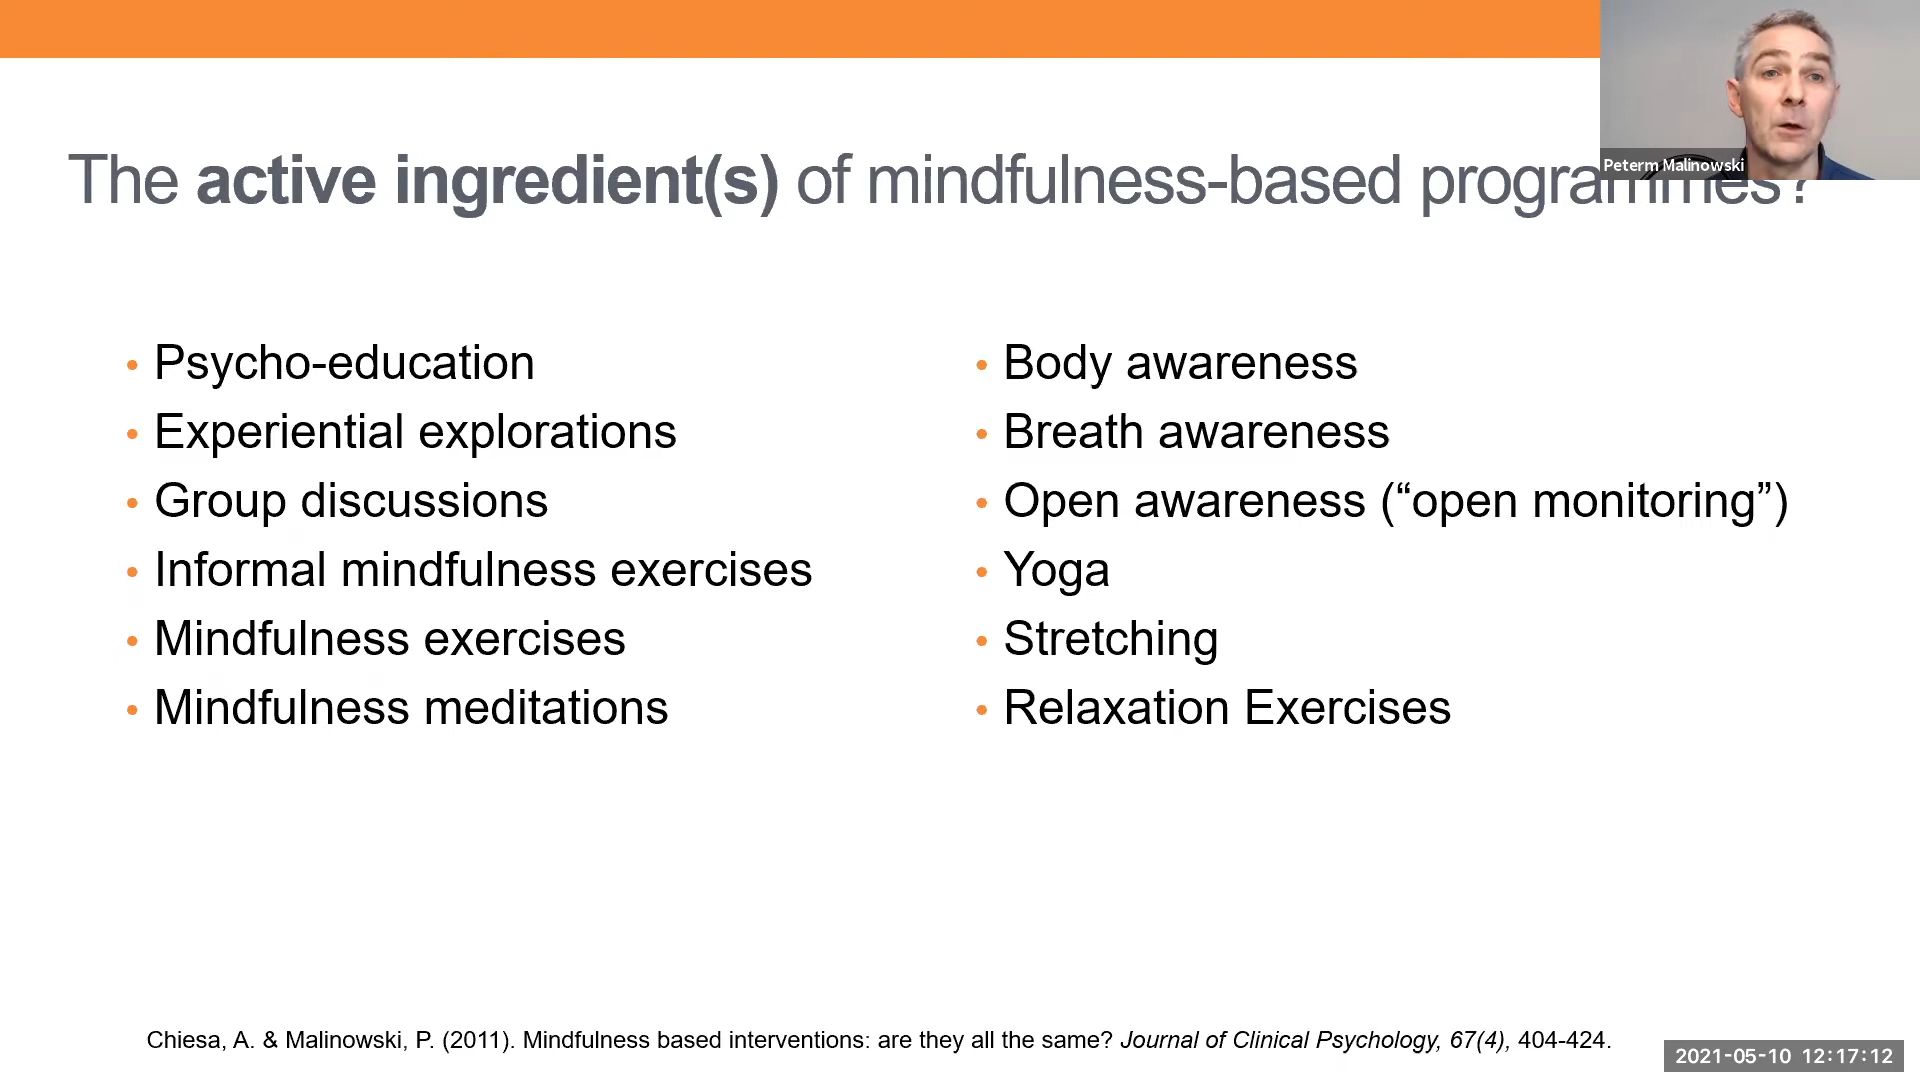 Peterm Malinowski
The active ingredient(s) of mindfulness-based programmes?
• Psycho-education
• Experiential explorations
• Group discussions
• Informal mindfulness exercises
• Mindfulness exercises
• Mindfulness meditations
• Body awareness
• Breath awareness
• Open awareness (“open monitoring”)
• Yoga
• Stretching
• Relaxation Exercises
Chiesa, A. & Malinowski, P. (2011). Mindfulness based interventions: are they all the same? Journal of Clinical Psychology, 67(4), 404-424.
2021-05-10 12:17:12